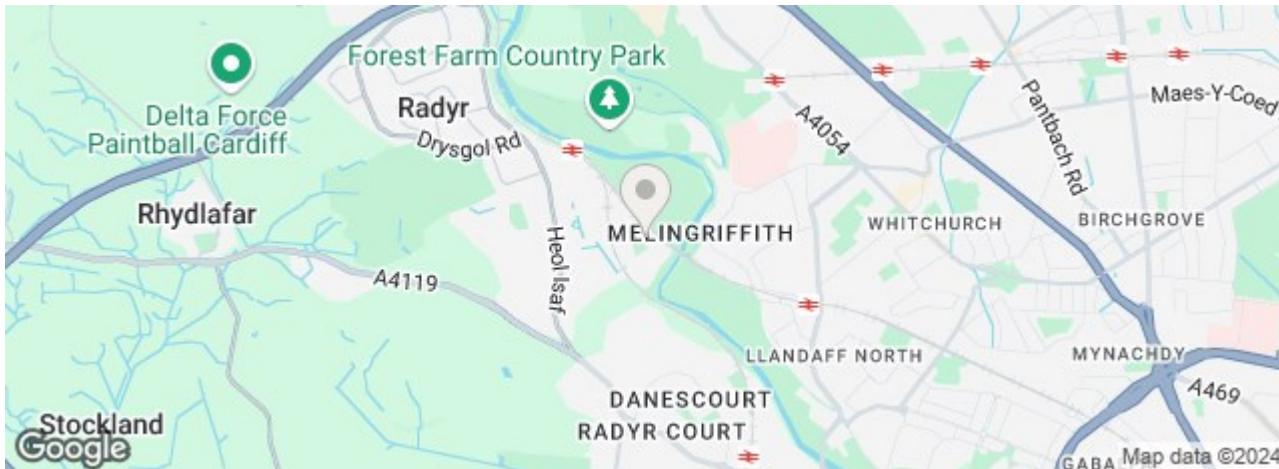 Forest Farm Country Park
Radyr
Drysgol Rd
Delta Force
Paintball Cardiff
Rhydlafar
A4119
Heol Isaf
MELINGRIFFITH
A4054
Pantbach Rd
Maes-Y-Coed
WHITCHURCH
BIRCHGROVE
LLANDAFF NORTH
MYNACHDY
A469
DANESCOURT
RADYR COURT
Stockland
Google
GABA
Map data ©2024